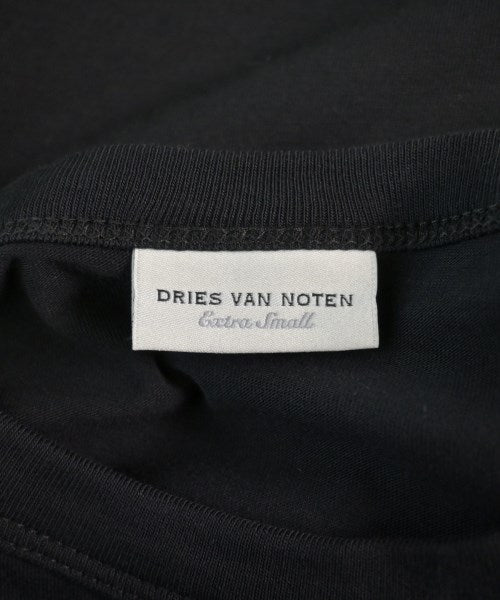 DRIES VAN NOTEN
Extra Small